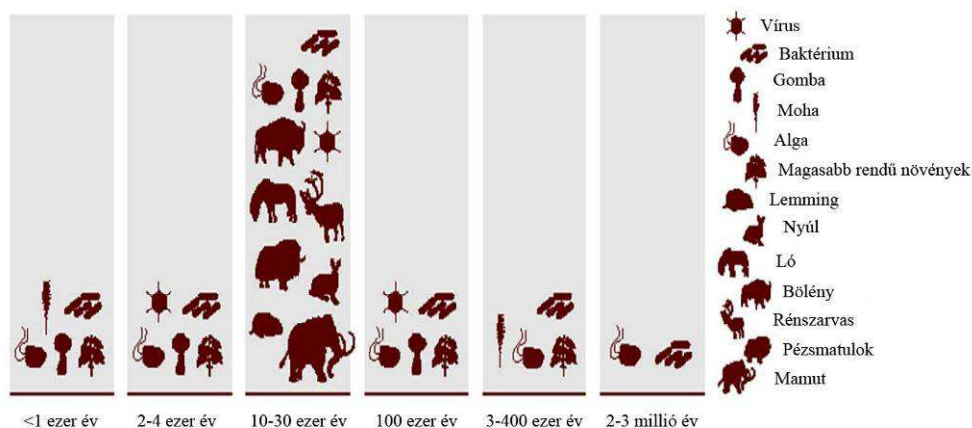 Vírus
Baktérium
Gomba
Moha
Alga
Magasabb rendű növények
Lemming
Nyúl
Ló
Bölény
Rénszarvas
Pézsmatulok
Mamut
<1 ezer év
2-4 ezer év
10-30 ezer év
100 ezer év
3-400 ezer év
2-3 millió év